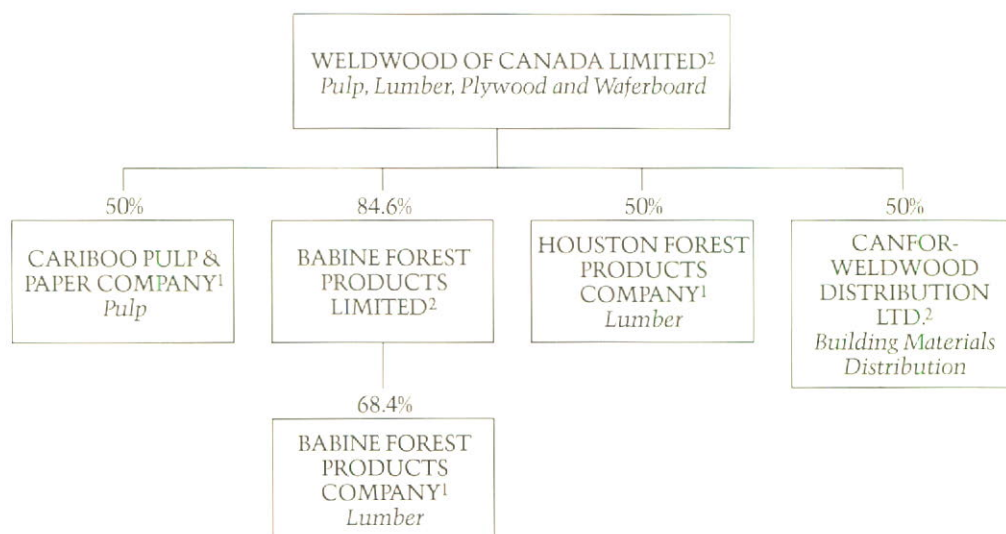 WELDWOOD OF CANADA LIMITED²
Pulp, Lumber, Plywood and Waferboard
50%
CARIBOO PULP &
PAPER COMPANY¹
Pulp
84.6%
BABINE FOREST
PRODUCTS
LIMITED²
50%
HOUSTON FOREST
PRODUCTS
COMPANY¹
Lumber
50%
CANFOR-
WELDWOOD
DISTRIBUTION
LTD.²
Building Materials
Distribution
68.4%
BABINE FOREST
PRODUCTS
COMPANY¹
Lumber